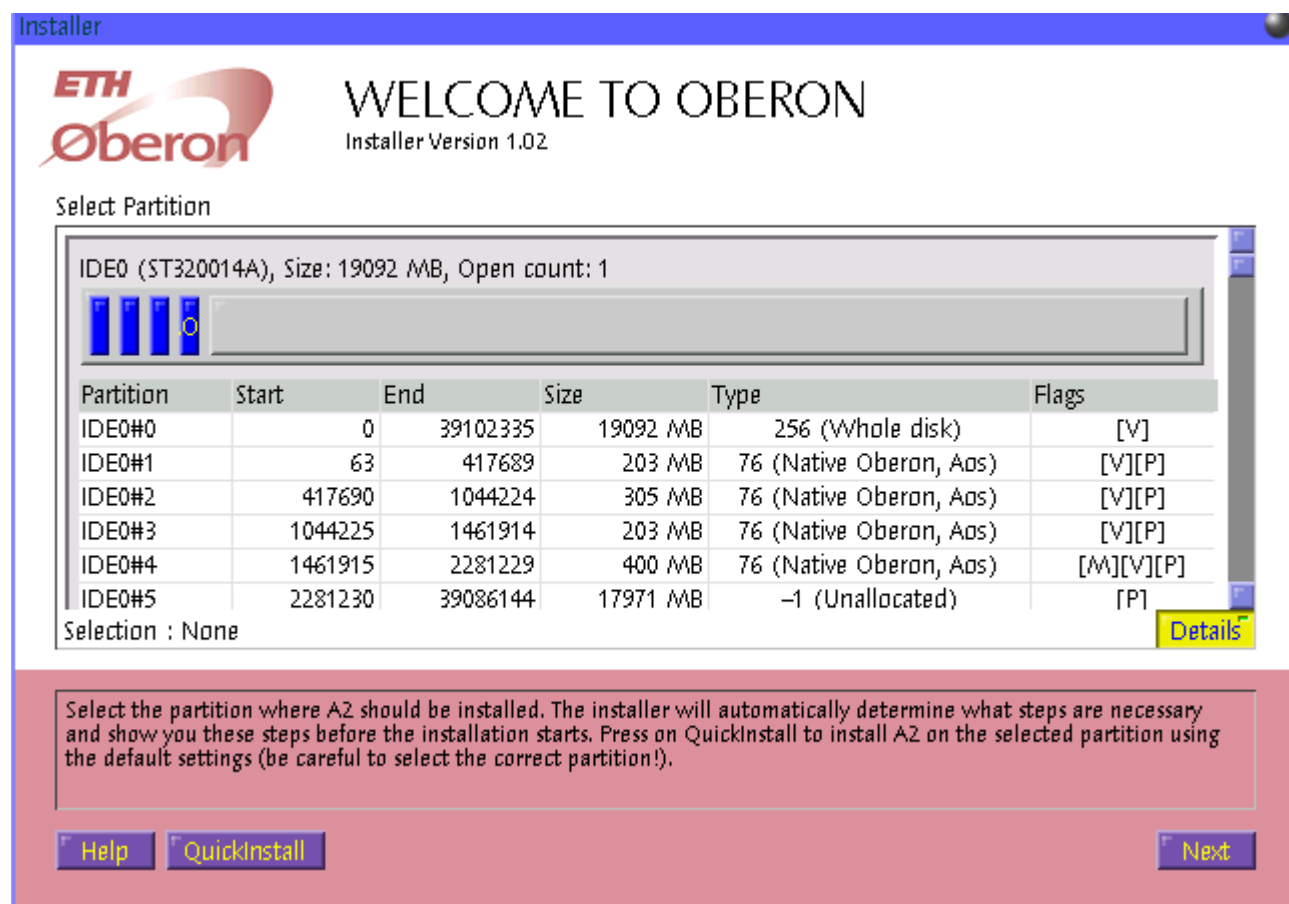 Installer
ETH
Oberon
WELCOME TO OBERON
Installer Version 1.02
Select Partition
IDE0 (ST320014A), Size: 19092 MB, Open count: 1
.O
Partition Start End Size Type Flags
IDE0#0 0 39102335 19092 MB 256 (Whole disk) [V]
IDE0#1 63 417689 203 MB 76 (Native Oberon, Aos) [V][P]
IDE0#2 417690 1044224 305 MB 76 (Native Oberon, Aos) [V][P]
IDE0#3 1044225 1461914 203 MB 76 (Native Oberon, Aos) [V][P]
IDE0#4 1461915 2281229 400 MB 76 (Native Oberon, Aos) [M][V][P]
IDE0#5 2281230 39086144 17971 MB –1 (Unallocated) [P]
Selection : None
Details
Select the partition where A2 should be installed. The installer will automatically determine what steps are necessary
and show you these steps before the installation starts. Press on QuickInstall to install A2 on the selected partition using
the default settings (be careful to select the correct partition!).
Help QuickInstall Next